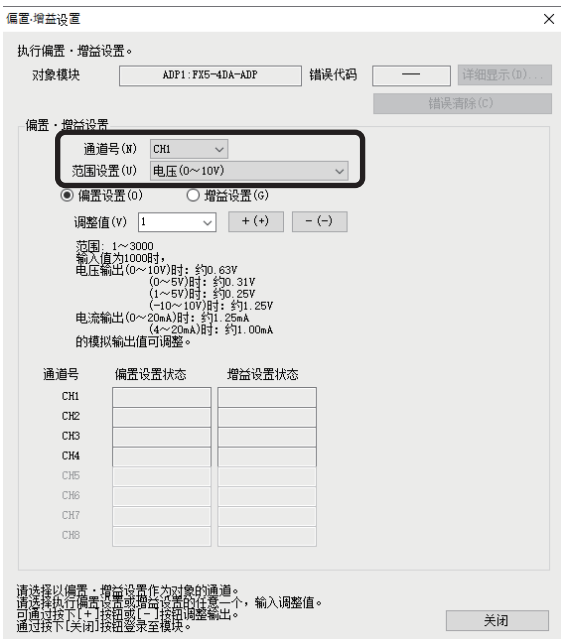 偏置·增益设置
执行偏置·增益设置。
对象模块 ADP1:FX5-4DA-ADP 错误代码 —— 详细显示(D)...
错误清除(C)
偏置·增益设置
通道号(N) CH1
范围设置(U) 电压(0～10V)
偏置设置(O) 增益设置(G)
调整值(V) 1 +(+) -(-)
范围: 1～3000
输入值为1000时，
电压输出(0～10V)时: 约0.63V
(0～5V)时: 约0.31V
(1～5V)时: 约0.25V
(-10～10V)时: 约1.25V
电流输出(0～20mA)时: 约1.25mA
(4～20mA)时: 约1.00mA
的模拟输出值可调整。
通道号 偏置设置状态 增益设置状态
CH1
CH2
CH3
CH4
CH5
CH6
CH7
CH8
请选择以偏置·增益设置作为对象的通道。
请选择执行偏置设置或增益设置的任意一个，输入调整值。
可通过按下[+]按钮或[-]按钮调整输出。
通过按下[关闭]按钮登录至模块。
关闭